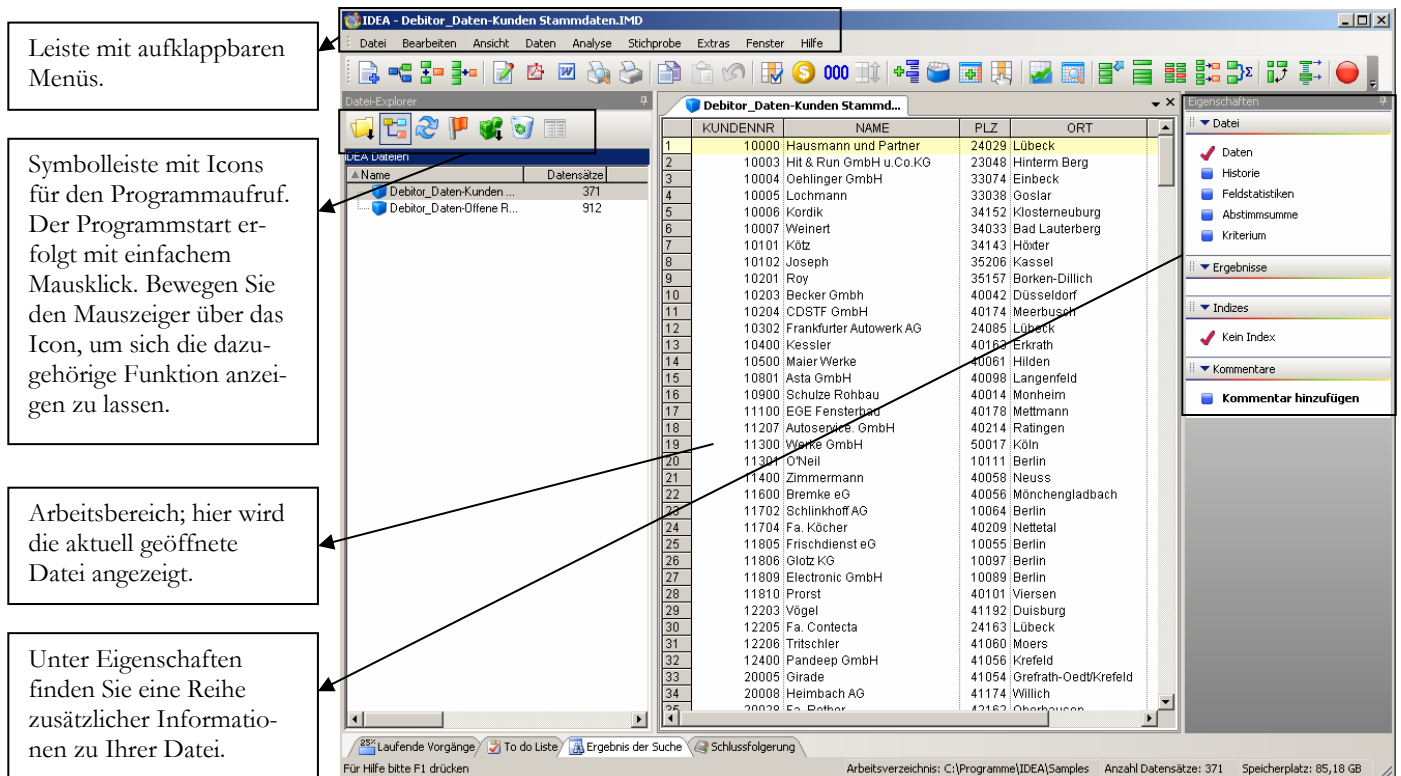 Leiste mit aufklappbaren
Menüs.
Symbolleiste mit Icons
für den Programmaufruf.
Der Programmstart er-
folgt mit einfachem
Mausklick. Bewegen Sie
den Mauszeiger über das
Icon, um sich die dazu-
gehörige Funktion anzei-
gen zu lassen.
Arbeitsbereich; hier wird
die aktuell geöffnete
Datei angezeigt.
Unter Eigenschaften
finden Sie eine Reihe
zusätzlicher Informatio-
nen zu Ihrer Datei.
IDEA - Debitor_Daten-Kunden Stammdaten.IMD
Datei Bearbeiten Ansicht Daten Analyse Stichprobe Extras Fenster Hilfe
000
Datei-Explorer
IDEA Dateien
Name Datensätze
Debitor_Daten-Kunden ... 371
Debitor_Daten-Offene R... 912
Debitor_Daten-Kunden Stammd...
KUNDENNR NAME PLZ ORT
1 10000 Hausmann und Partner 24029 Lübeck
2 10003 Hit & Run GmbH u.Co.KG 23048 Hinterm Berg
3 10004 Oehlinger GmbH 33074 Einbeck
4 10005 Lochmann 33038 Goslar
5 10006 Kordik 34152 Klosterneuburg
6 10007 Weinert 34033 Bad Lauterberg
7 10101 Kötz 34143 Höxter
8 10102 Joseph 35206 Kassel
9 10201 Roy 35157 Borken-Dillich
10 10203 Becker Gmbh 40042 Düsseldorf
11 10204 CDSTF GmbH 40174 Meerbusch
12 10302 Frankfurter Autowerk AG 24085 Lübeck
13 10400 Kessler 40163 Erkrath
14 10500 Maier Werke 40061 Hilden
15 10801 Asta GmbH 40098 Langenfeld
16 10900 Schulze Rohbau 40014 Monheim
17 11100 EGE Fensterbau 40178 Mettmann
18 11207 Autoservice. GmbH 40214 Ratingen
19 11300 Werke GmbH 50017 Köln
20 11301 O'Neil 10111 Berlin
21 11400 Zimmermann 40058 Neuss
22 11600 Bremke eG 40056 Mönchengladbach
23 11702 Schlinkhoff AG 10064 Berlin
24 11704 Fa. Köcher 40209 Nettetal
25 11805 Frischdienst eG 10055 Berlin
26 11806 Glotz KG 10097 Berlin
27 11809 Electronic GmbH 10089 Berlin
28 11810 Prorst 40101 Viersen
29 12203 Vögel 41192 Duisburg
30 12205 Fa. Contecta 24163 Lübeck
31 12206 Tritschler 41060 Moers
32 12400 Pandeep GmbH 41056 Krefeld
33 20005 Girade 41054 Grefrath-Oedt/Krefeld
34 20008 Heimbach AG 41174 Willich
35 20028 Fa. Rother 42162 Oberhausen
Eigenschaften
Datei
Daten
Historie
Feldstatistiken
Abstimmsumme
Kriterium
Ergebnisse
Indizes
Kein Index
Kommentare
Kommentar hinzufügen
25% Laufende Vorgänge To do Liste Ergebnis der Suche Schlussfolgerung
Für Hilfe bitte F1 drücken Arbeitsverzeichnis: C:\Programme\IDEA\Samples Anzahl Datensätze: 371 Speicherplatz: 85,18 GB